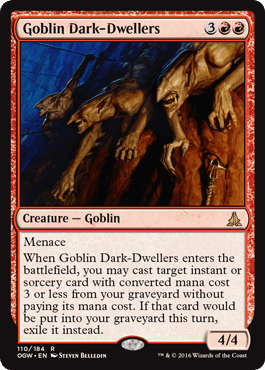 Goblin Dark-Dwellers
3
Creature — Goblin
Menace
When Goblin Dark-Dwellers enters the
battlefield, you may cast target instant or
sorcery card with converted mana cost
3 or less from your graveyard without
paying its mana cost. If that card would
be put into your graveyard this turn,
exile it instead.
4/4
110/184 R
OGW • EN Steven Belledin
™ & © 2016 Wizards of the Coast